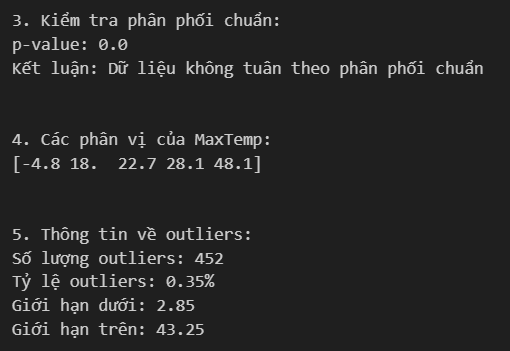 3. Kiểm tra phân phối chuẩn:
p-value: 0.0
Kết luận: Dữ liệu không tuân theo phân phối chuẩn
4. Các phân vị của MaxTemp:
[-4.8 18.  22.7 28.1 48.1]
5. Thông tin về outliers:
Số lượng outliers: 452
Tỷ lệ outliers: 0.35%
Giới hạn dưới: 2.85
Giới hạn trên: 43.25